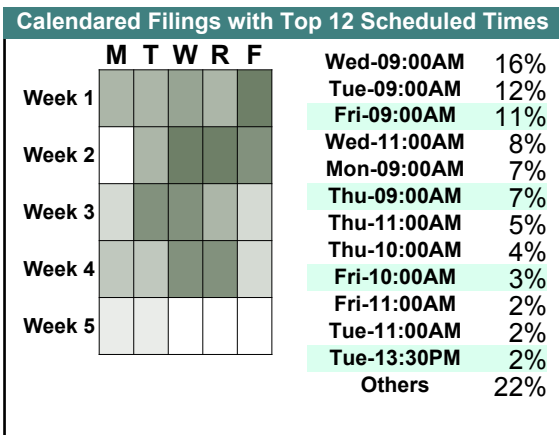 Calendared Filings with Top 12 Scheduled Times
M T W R F
Week 1
Week 2
Week 3
Week 4
Week 5
Wed-09:00AM 16%
Tue-09:00AM 12%
Fri-09:00AM 11%
Wed-11:00AM 8%
Mon-09:00AM 7%
Thu-09:00AM 7%
Thu-11:00AM 5%
Thu-10:00AM 4%
Fri-10:00AM 3%
Fri-11:00AM 2%
Tue-11:00AM 2%
Tue-13:30PM 2%
Others 22%